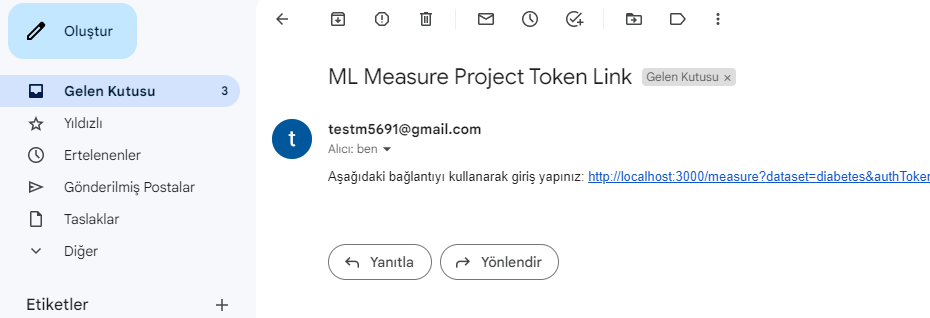 Oluştur
Gelen Kutusu 3
Yıldızlı
Ertelenenler
Gönderilmiş Postalar
Taslaklar
Diğer
Etiketler
ML Measure Project Token Link Gelen Kutusu ×
t
testm5691@gmail.com
Alıcı: ben
Aşağıdaki bağlantıyı kullanarak giriş yapınız: http://localhost:3000/measure?dataset=diabetes&authToken
Yanıtla Yönlendir